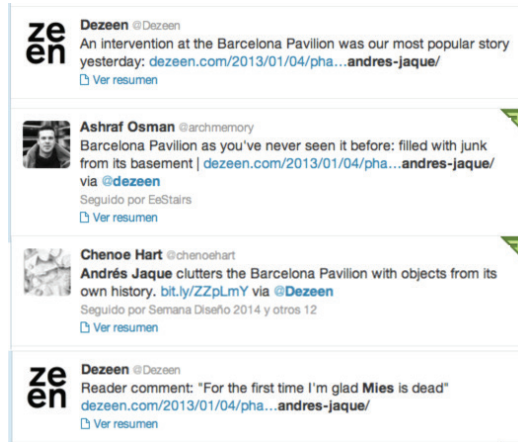 ze
en
Dezeen @Dezeen
An intervention at the Barcelona Pavilion was our most popular story
yesterday: dezeen.com/2013/01/04/pha...andres-jaque/
Ver resumen
Ashraf Osman @archmemory
Barcelona Pavilion as you've never seen it before: filled with junk
from its basement | dezeen.com/2013/01/04/pha...andres-jaque/
via @dezeen
Seguido por EeStairs
Ver resumen
Chenoe Hart @chenoehart
Andrés Jaque clutters the Barcelona Pavilion with objects from its
own history. bit.ly/ZZpLmY via @Dezeen
Seguido por Semana Diseño 2014 y otros 12
Ver resumen
ze
en
Dezeen @Dezeen
Reader comment: "For the first time I'm glad Mies is dead"
dezeen.com/2013/01/04/pha...andres-jaque/
Ver resumen